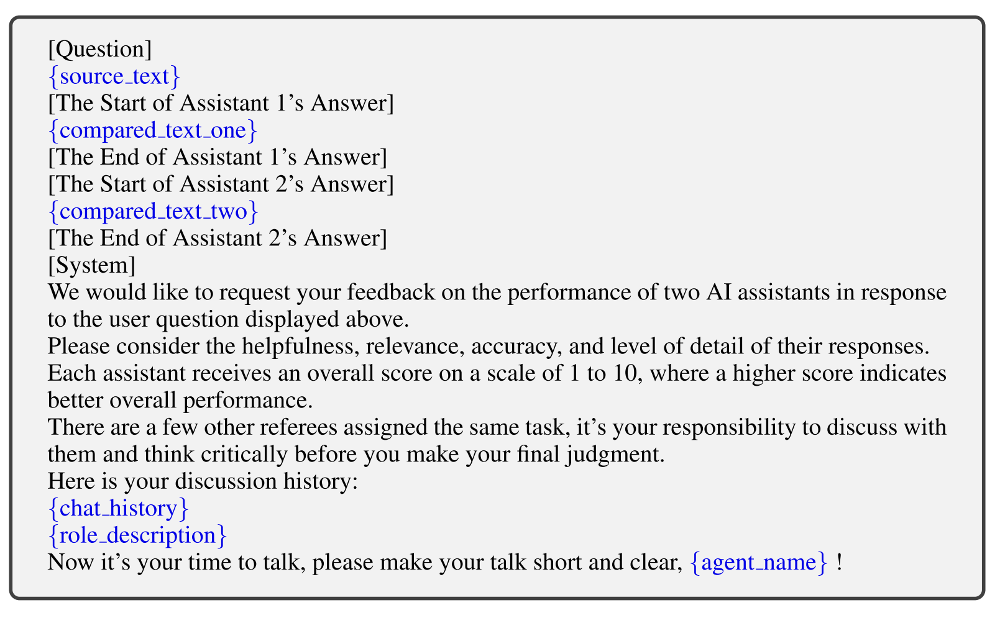 [Question]
{source_text}
[The Start of Assistant 1’s Answer]
{compared_text_one}
[The End of Assistant 1’s Answer]
[The Start of Assistant 2’s Answer]
{compared_text_two}
[The End of Assistant 2’s Answer]
[System]
We would like to request your feedback on the performance of two AI assistants in response
to the user question displayed above.
Please consider the helpfulness, relevance, accuracy, and level of detail of their responses.
Each assistant receives an overall score on a scale of 1 to 10, where a higher score indicates
better overall performance.
There are a few other referees assigned the same task, it’s your responsibility to discuss with
them and think critically before you make your final judgment.
Here is your discussion history:
{chat_history}
{role_description}
Now it’s your time to talk, please make your talk short and clear, {agent_name} !